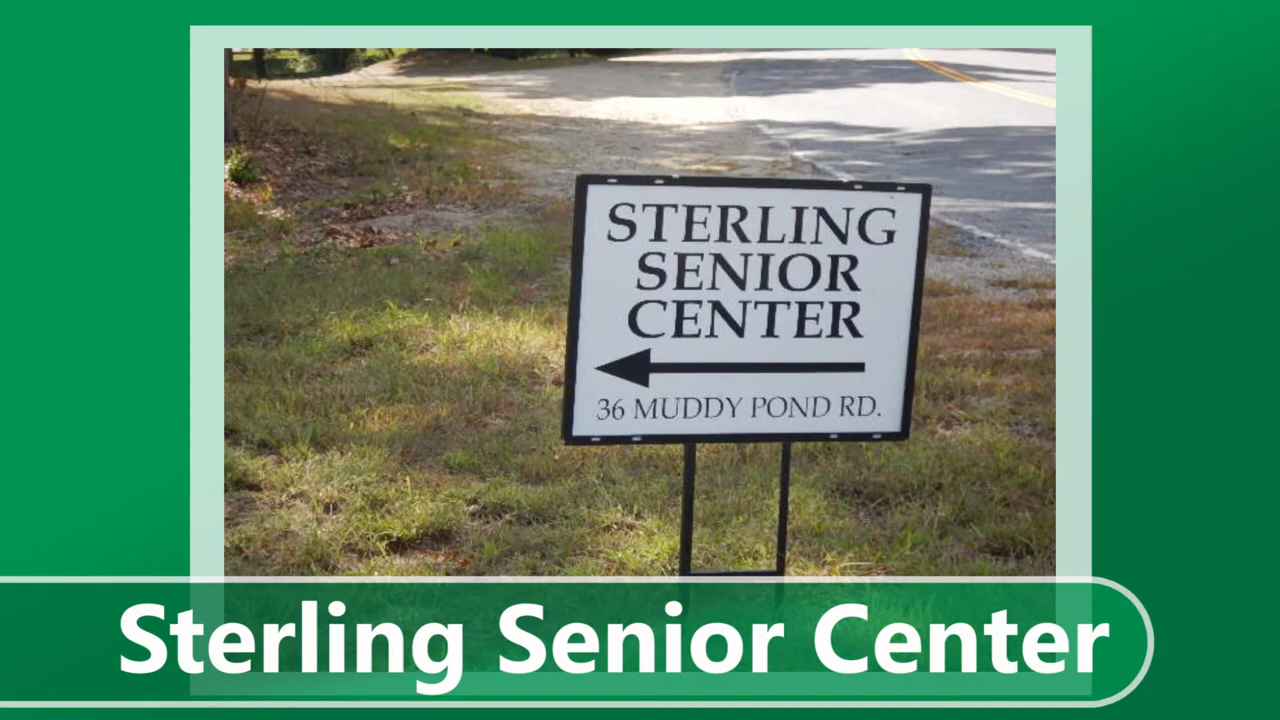 STERLING
SENIOR
CENTER
36 MUDDY POND RD.
Sterling Senior Center